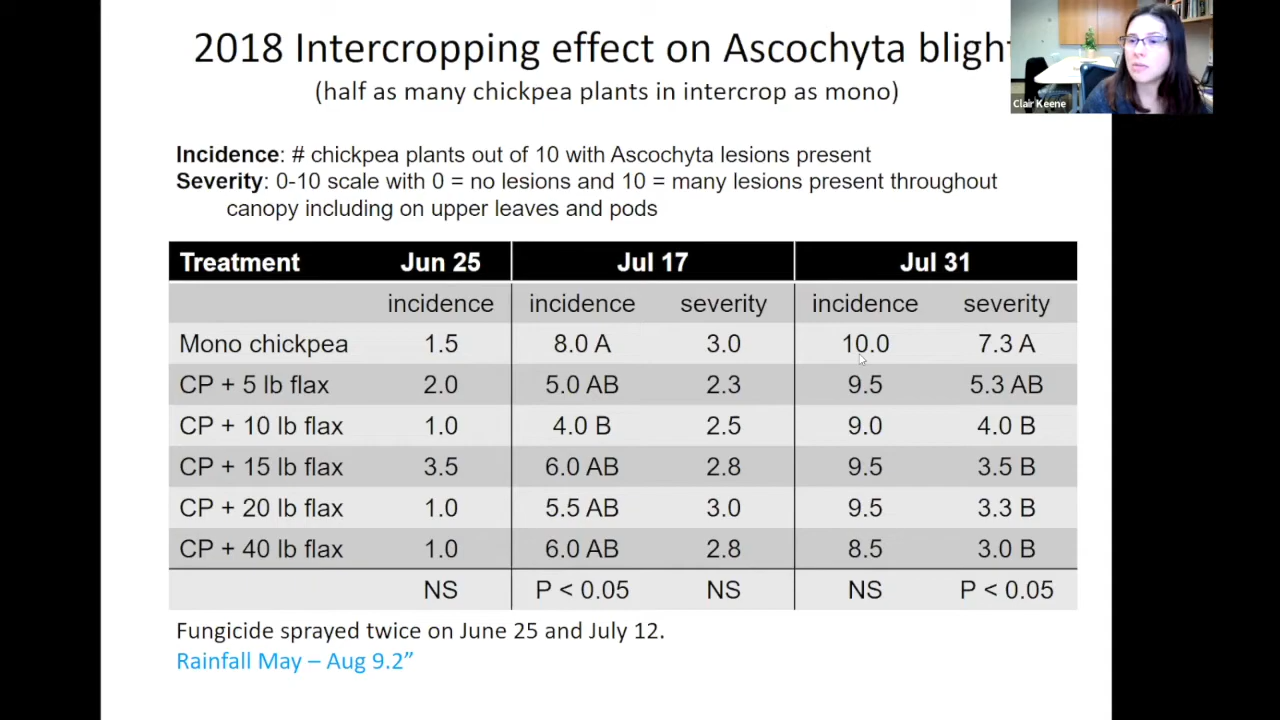 2018 Intercropping effect on Ascochyta blight
(half as many chickpea plants in intercrop as mono)
Clair Keene
Incidence: # chickpea plants out of 10 with Ascochyta lesions present
Severity: 0-10 scale with 0 = no lesions and 10 = many lesions present throughout
canopy including on upper leaves and pods
Treatment Jun 25 Jul 17 Jul 31
incidence incidence severity incidence severity
Mono chickpea 1.5 8.0 A 3.0 10.0 7.3 A
CP + 5 lb flax 2.0 5.0 AB 2.3 9.5 5.3 AB
CP + 10 lb flax 1.0 4.0 B 2.5 9.0 4.0 B
CP + 15 lb flax 3.5 6.0 AB 2.8 9.5 3.5 B
CP + 20 lb flax 1.0 5.5 AB 3.0 9.5 3.3 B
CP + 40 lb flax 1.0 6.0 AB 2.8 8.5 3.0 B
NS P < 0.05 NS NS P < 0.05
Fungicide sprayed twice on June 25 and July 12.
Rainfall May – Aug 9.2”